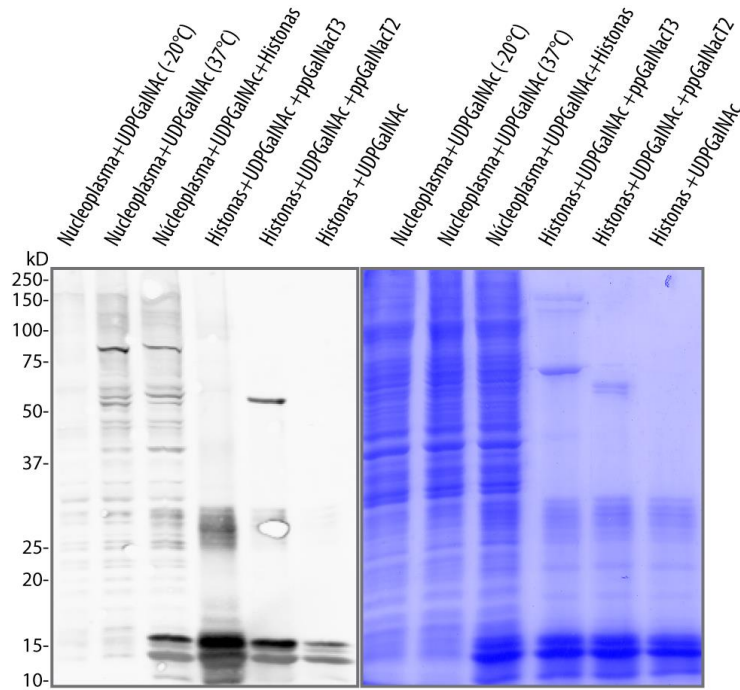 Nucleoplasma+UDPGalNAc (-20°C)
Nucleoplasma+UDPGalNAc (37°C)
Núcleoplasma+UDPGalNAc+Histonas
Histonas+UDPGalNAc +ppGalNacT3
Histonas+UDPGalNAc +ppGalNacT2
Histonas +UDPGalNAc
Nucleoplasma+UDPGalNAc (-20°C)
Nucleoplasma+UDPGalNAc (37°C)
Núcleoplasma+UDPGalNAc+Histonas
Histonas+UDPGalNAc +ppGalNacT3
Histonas+UDPGalNAc +ppGalNacT2
Histonas +UDPGalNAc
kD
250-
150-
100-
75-
50-
37-
25-
20-
15-
10-